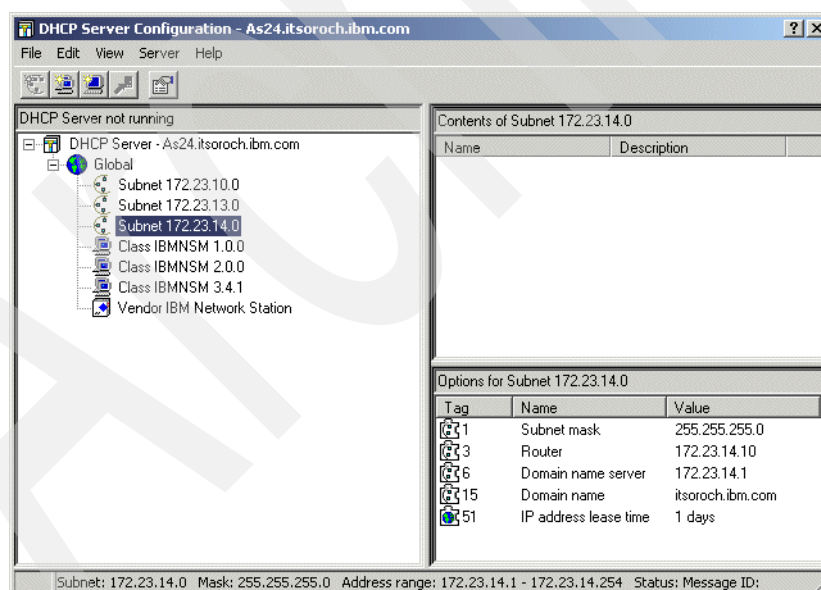 DHCP Server Configuration - As24.itsoroch.ibm.com
File Edit View Server Help
DHCP Server not running
DHCP Server - As24.itsoroch.ibm.com
Global
Subnet 172.23.10.0
Subnet 172.23.13.0
Subnet 172.23.14.0
Class IBMNSM 1.0.0
Class IBMNSM 2.0.0
Class IBMNSM 3.4.1
Vendor IBM Network Station
Contents of Subnet 172.23.14.0
Name Description
Options for Subnet 172.23.14.0
Tag Name Value
1 Subnet mask 255.255.255.0
3 Router 172.23.14.10
6 Domain name server 172.23.14.1
15 Domain name itsoroch.ibm.com
51 IP address lease time 1 days
Subnet: 172.23.14.0 Mask: 255.255.255.0 Address range: 172.23.14.1 - 172.23.14.254 Status: Message ID: